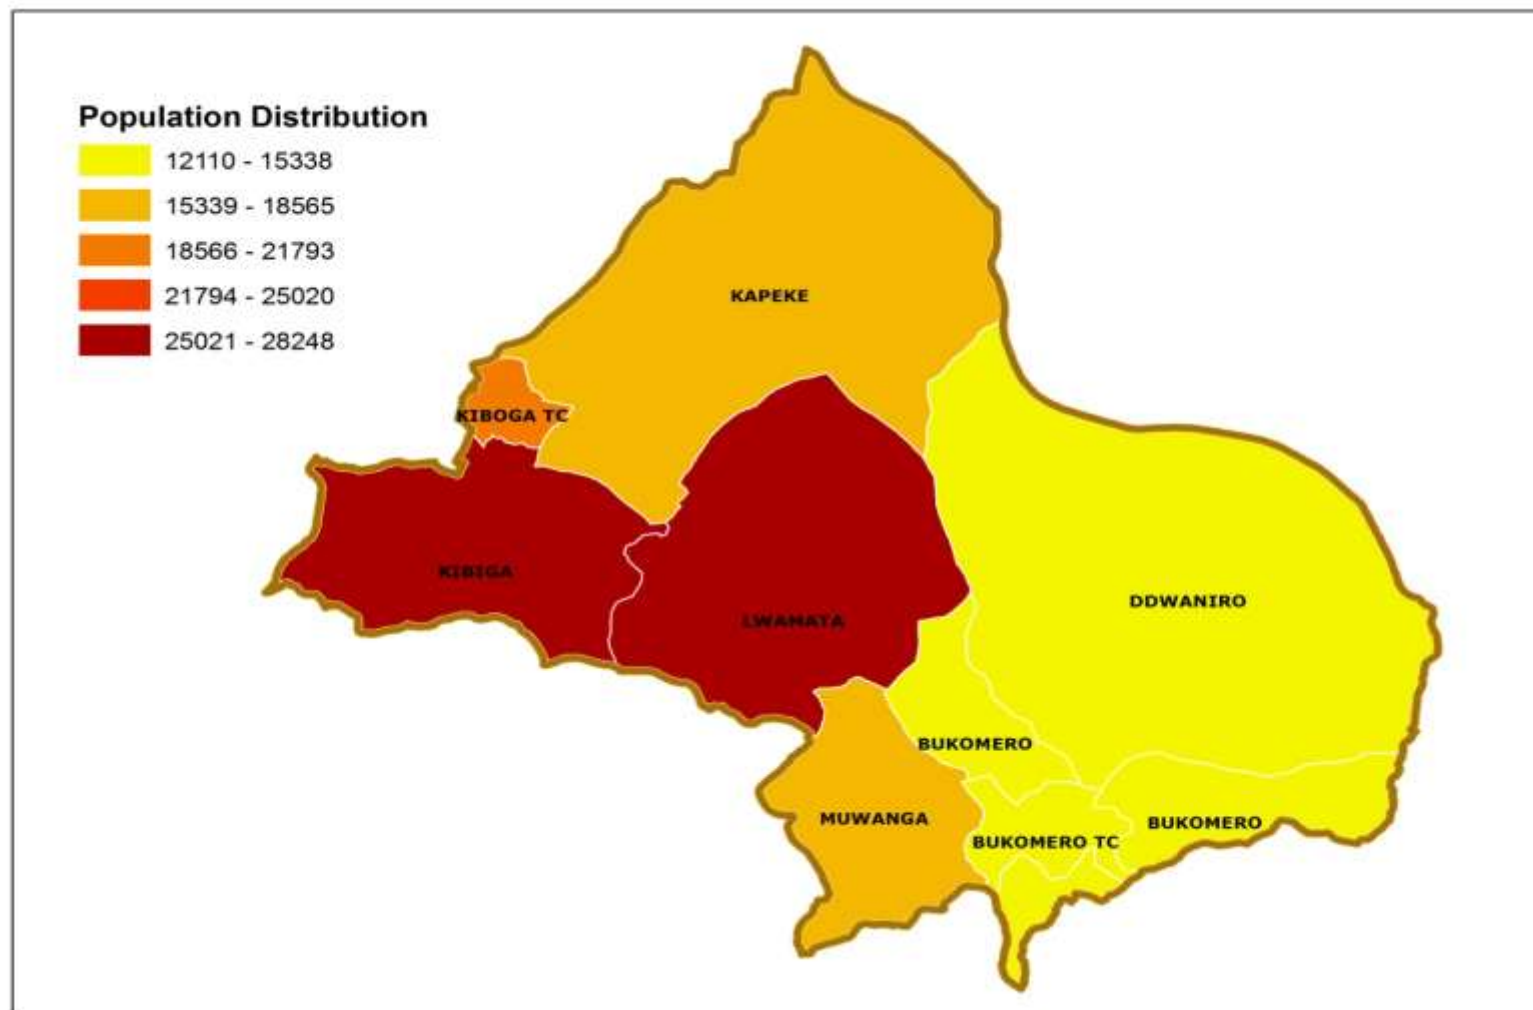 Population Distribution
12110 - 15338
15339 - 18565
18566 - 21793
21794 - 25020
25021 - 28248
KAPEKE
KIBOGA TC
KIBIGA
DDWANIRO
LWAMATA
BUKOMERO
MUWANGA
BUKOMERO
BUKOMERO TC